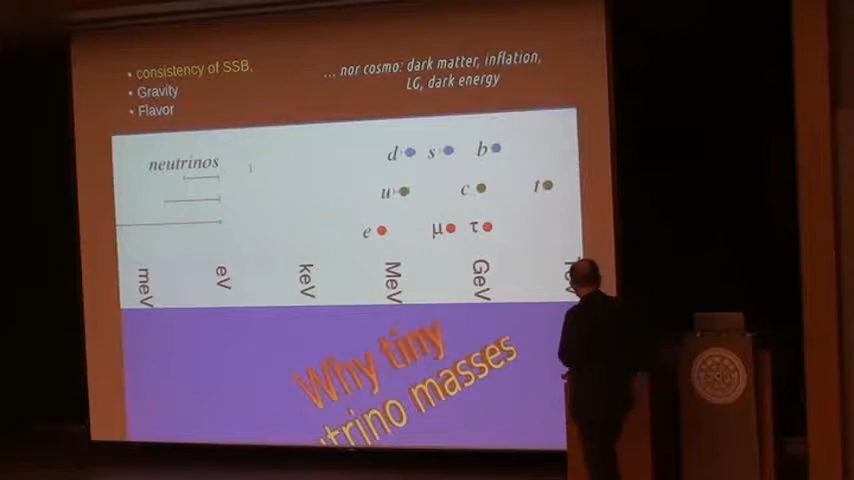 • consistency of SSB,
• Gravity
• Flavor
... nor cosmo: dark matter, inflation,
LG, dark energy
neutrinos
d s b
u c t
e μ τ
meV eV keV MeV GeV
Why tiny
masses